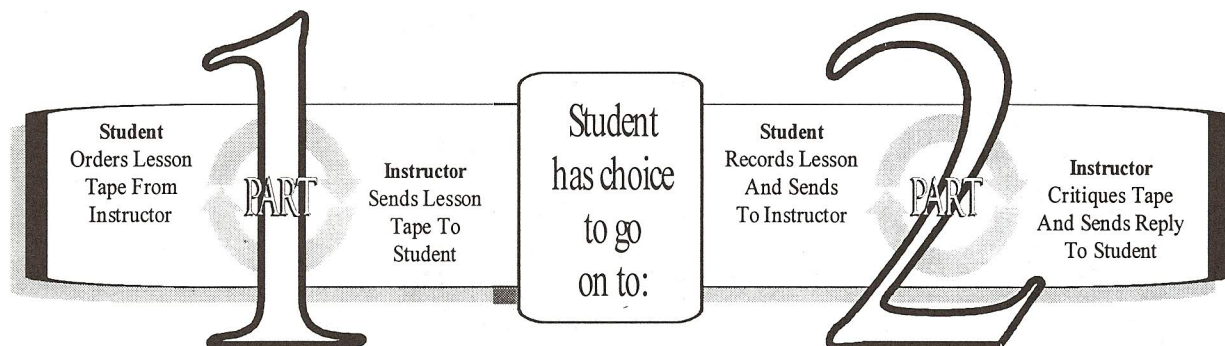 1
PART
Student
Orders Lesson
Tape From
Instructor
Instructor
Sends Lesson
Tape To
Student
Student
has choice
to go
on to:
2
PART
Student
Records Lesson
And Sends
To Instructor
Instructor
Critiques Tape
And Sends Reply
To Student